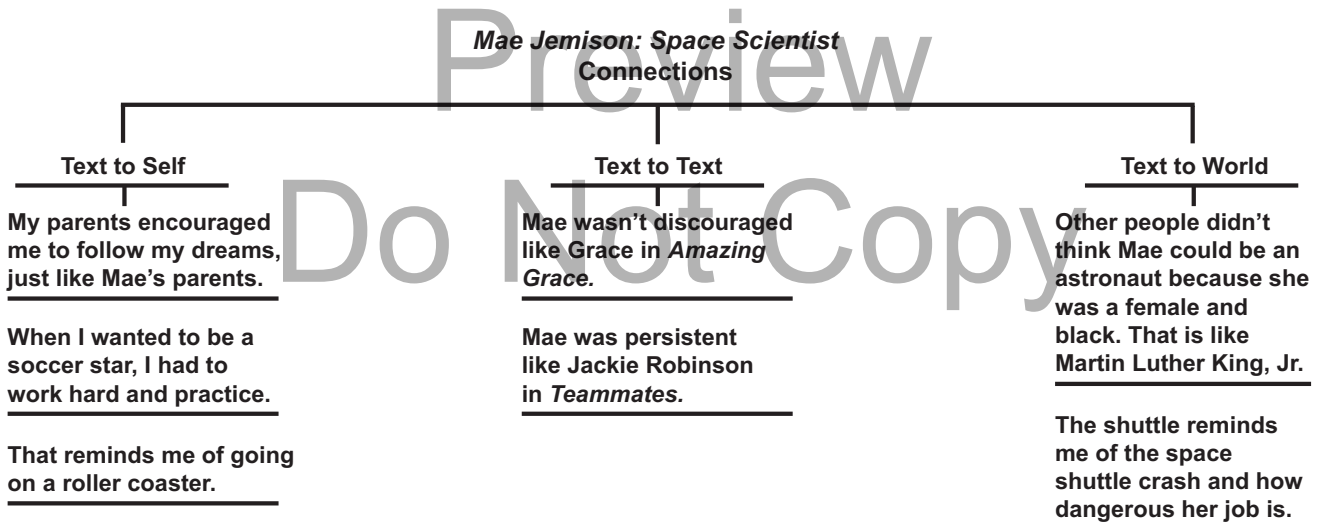 Preview
Mae Jemison: Space Scientist
Connections
Do Not Copy
Text to Self
My parents encouraged
me to follow my dreams,
just like Mae’s parents.
When I wanted to be a
soccer star, I had to
work hard and practice.
That reminds me of going
on a roller coaster.
Text to Text
Mae wasn’t discouraged
like Grace in Amazing
Grace.
Mae was persistent
like Jackie Robinson
in Teammates.
Text to World
Other people didn’t
think Mae could be an
astronaut because she
was a female and
black. That is like
Martin Luther King, Jr.
The shuttle reminds
me of the space
shuttle crash and how
dangerous her job is.